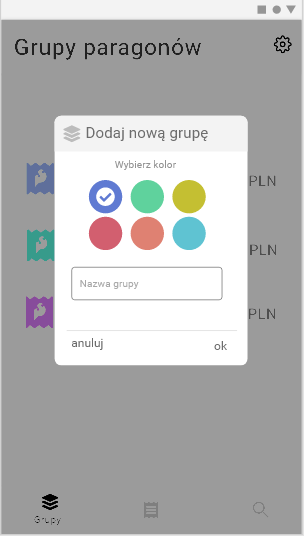 Grupy paragonów
Dodaj nową grupę
Wybierz kolor
PLN
PLN
Nazwa grupy
PLN
anuluj
ok
Grupy